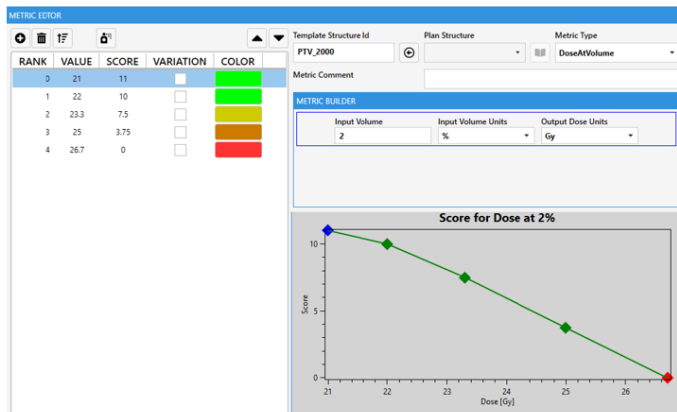 METRIC EDITOR
RANK VALUE SCORE VARIATION COLOR
0 21 11
1 22 10
2 23.3 7.5
3 25 3.75
4 26.7 0
Template Structure Id Plan Structure Metric Type
PTV_2000 DoseAtVolume
Metric Comment
METRIC BUILDER
Input Volume Input Volume Units Output Dose Units
2 % Gy
Score for Dose at 2%
10
5
0
Score
21 22 23 24 25 26
Dose [Gy]